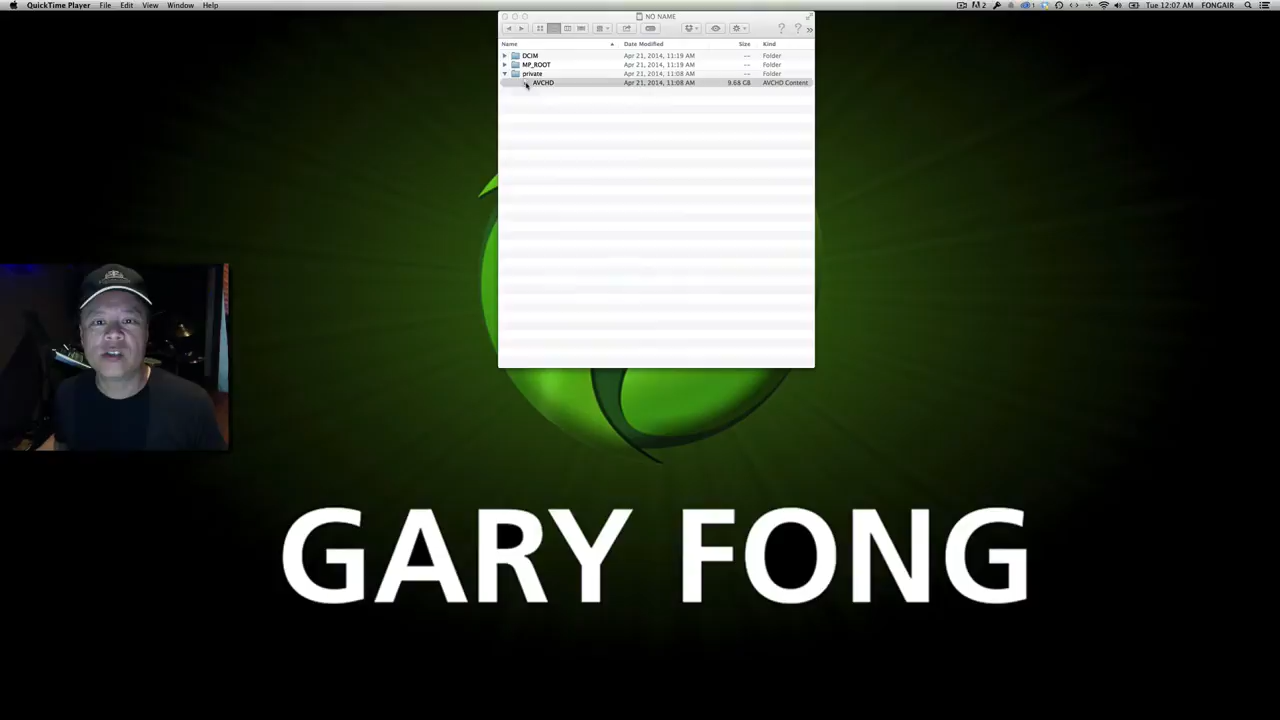 QuickTime Player File Edit View Window Help 2 1 Tue 12:07 AM FONGAIR
NO NAME
Name Date Modified Size Kind
DCIM Apr 21, 2014, 11:19 AM -- Folder
MP_ROOT Apr 21, 2014, 11:19 AM -- Folder
private Apr 21, 2014, 11:08 AM -- Folder
AVCHD Apr 21, 2014, 11:08 AM 9.68 GB AVCHD Content
GARY FONG